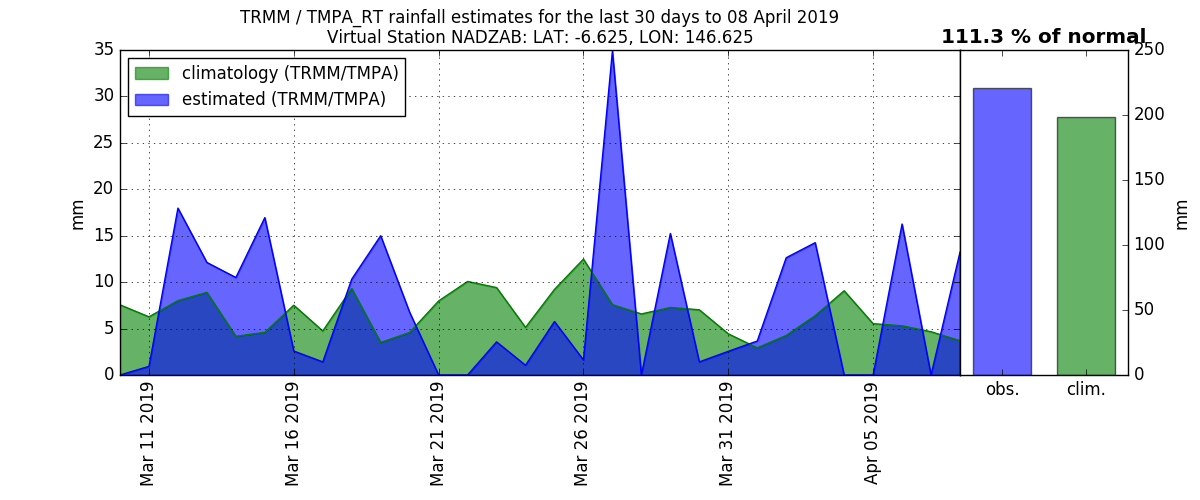 TRMM / TMPA_RT rainfall estimates for the last 30 days to 08 April 2019
Virtual Station NADZAB: LAT: -6.625, LON: 146.625
111.3 % of normal
climatology (TRMM/TMPA)
estimated (TRMM/TMPA)
35
30
25
20
15
10
5
0
mm
Mar 11 2019
Mar 16 2019
Mar 21 2019
Mar 26 2019
Mar 31 2019
Apr 05 2019
250
200
150
100
50
0
mm
obs.
clim.